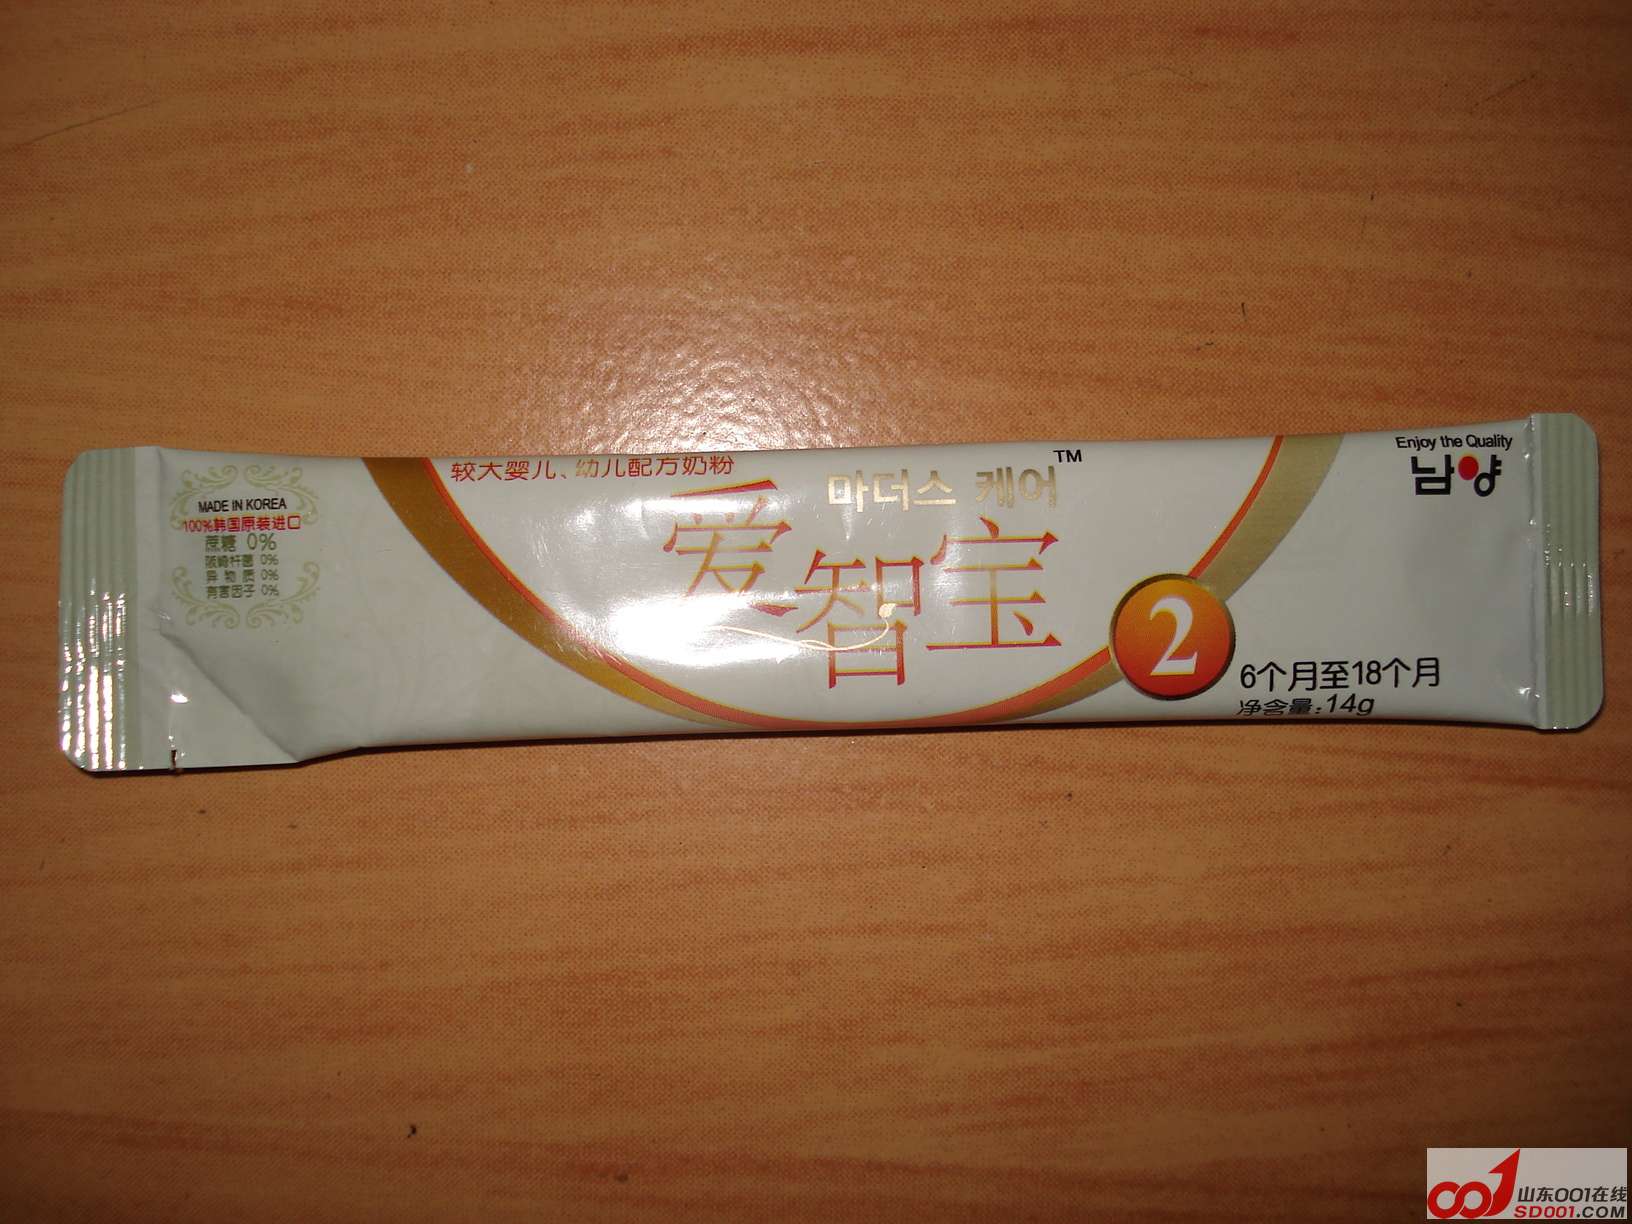 MADE IN KOREA
100%韩国原装进口
蔗糖 0%
阪崎杆菌 0%
异物质 0%
有害因子 0%
较大婴儿、幼儿配方奶粉
마더스 케어™
爱智宝
2
6个月至18个月
净含量:14g
Enjoy the Quality
남양
山东001在线
SD001.COM